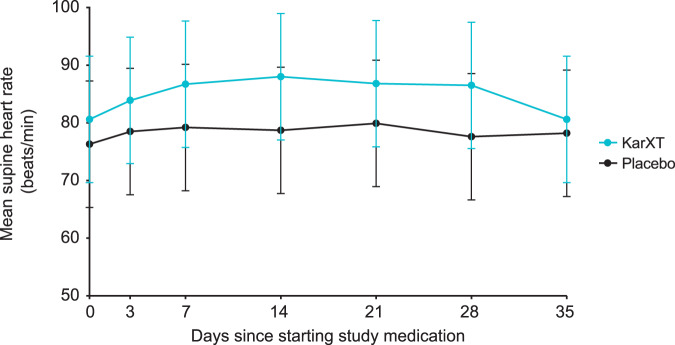 Mean supine heart rate
(beats/min)
100
90
80
70
60
50
0 3 7 14 21 28 35
Days since starting study medication
KarXT
Placebo